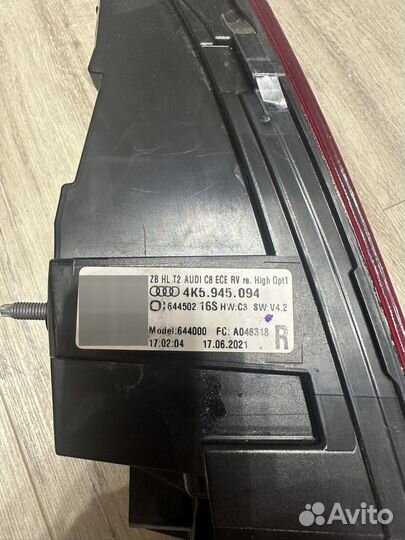 ZB HL T2 AUDI C8 ECE RV re. High Opt1
4K5.945.094
644502 16S HW:C3 SW:V4.2
Model:644000 FC: A046318 R
17:02:04 17.06.2021
Avito